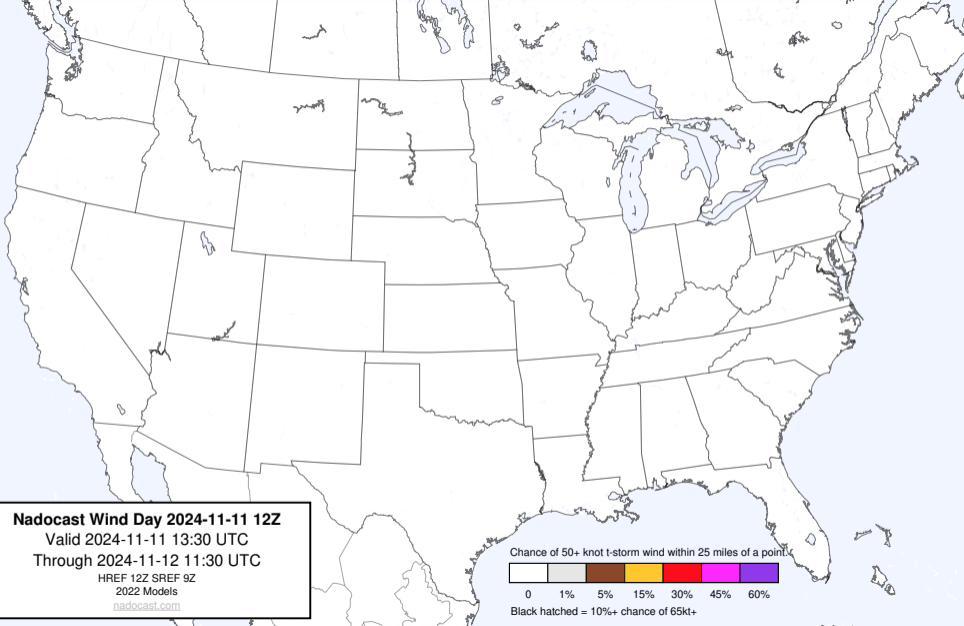 Nadocast Wind Day 2024-11-11 12Z
Valid 2024-11-11 13:30 UTC
Through 2024-11-12 11:30 UTC
HREF 12Z SREF 9Z
2022 Models
nadocast.com
Chance of 50+ knot t-storm wind within 25 miles of a point.
0 1% 5% 15% 30% 45% 60%
Black hatched = 10%+ chance of 65kt+